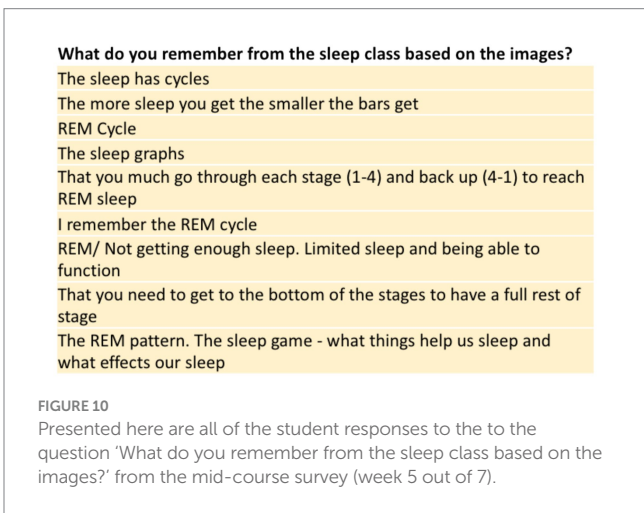 What do you remember from the sleep class based on the images?
The sleep has cycles
The more sleep you get the smaller the bars get
REM Cycle
The sleep graphs
That you much go through each stage (1-4) and back up (4-1) to reach
REM sleep
I remember the REM cycle
REM/ Not getting enough sleep. Limited sleep and being able to
function
That you need to get to the bottom of the stages to have a full rest of
stage
The REM pattern. The sleep game - what things help us sleep and
what effects our sleep
FIGURE 10
Presented here are all of the student responses to the to the
question ‘What do you remember from the sleep class based on the
images?’ from the mid-course survey (week 5 out of 7).